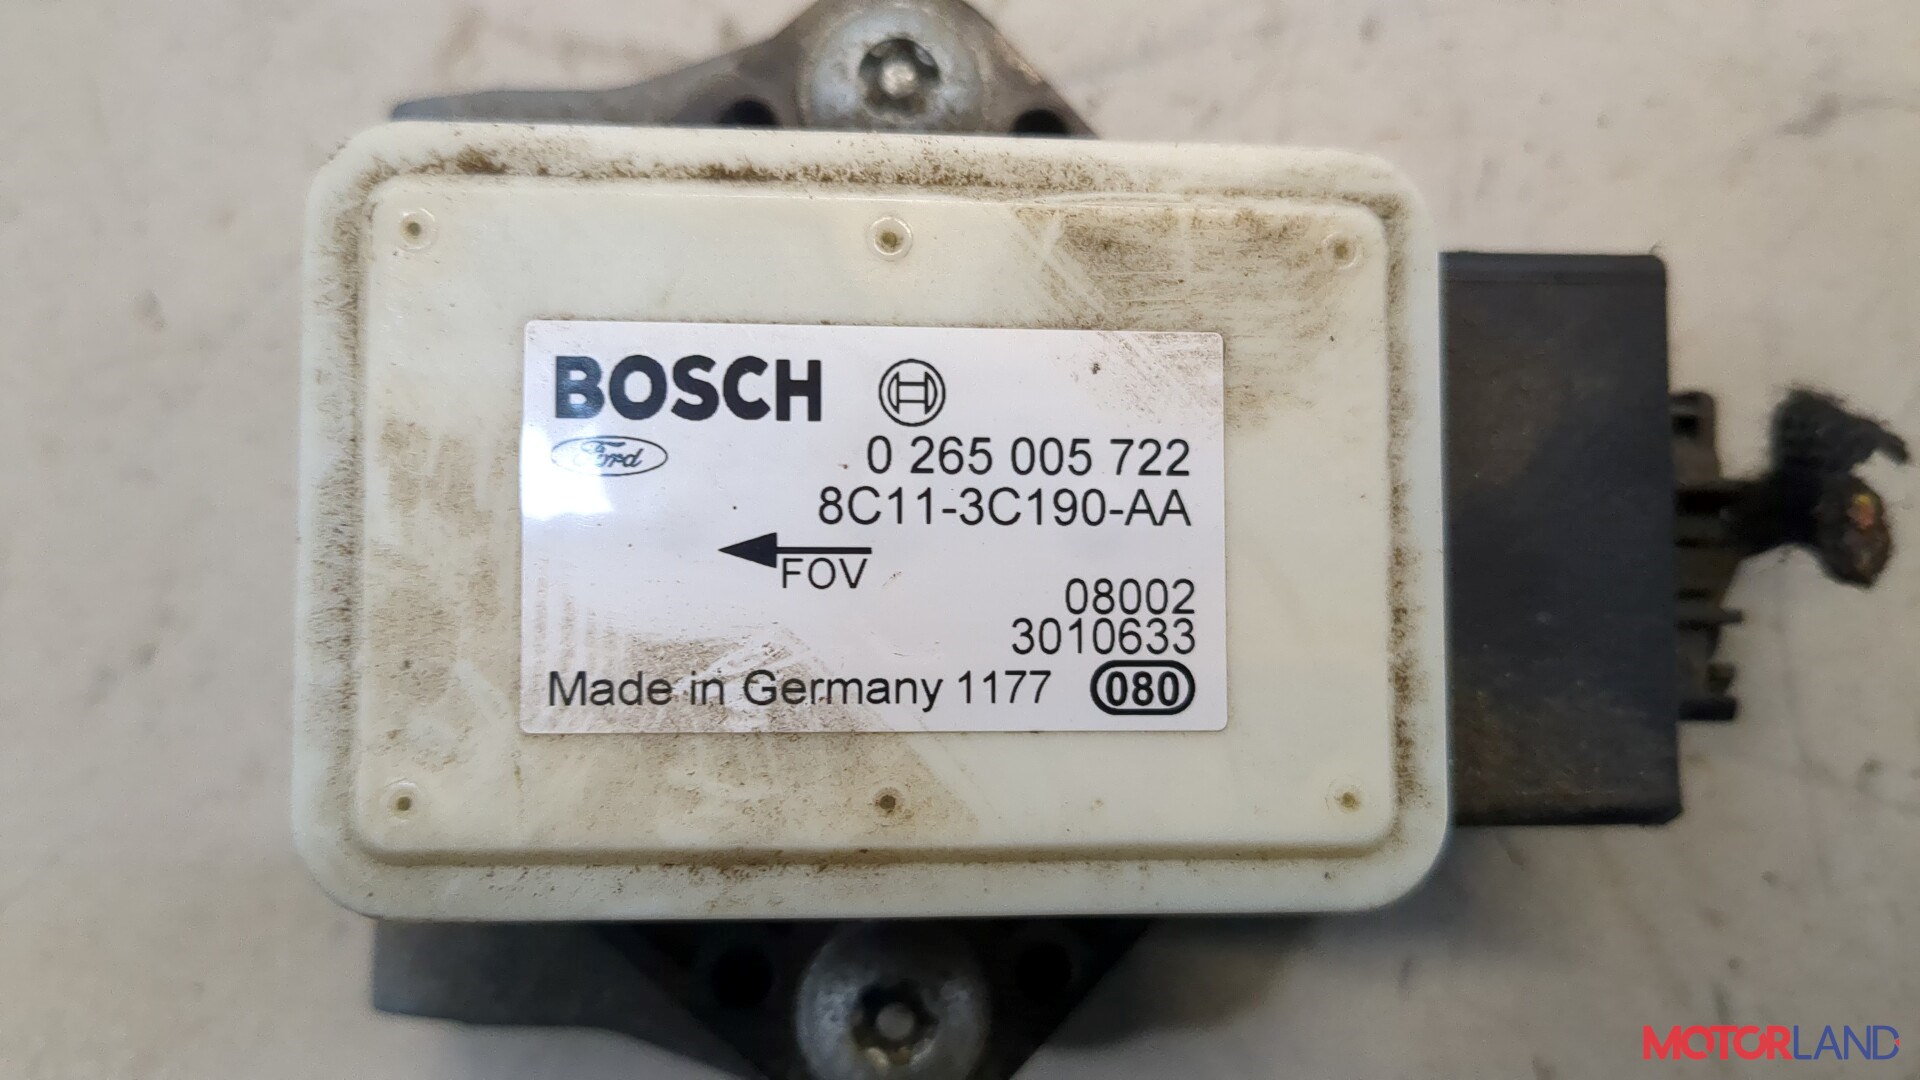 BOSCH
Ford
0 265 005 722
8C11-3C190-AA
FOV
08002
3010633
Made in Germany 1177 080
MOTORLAND